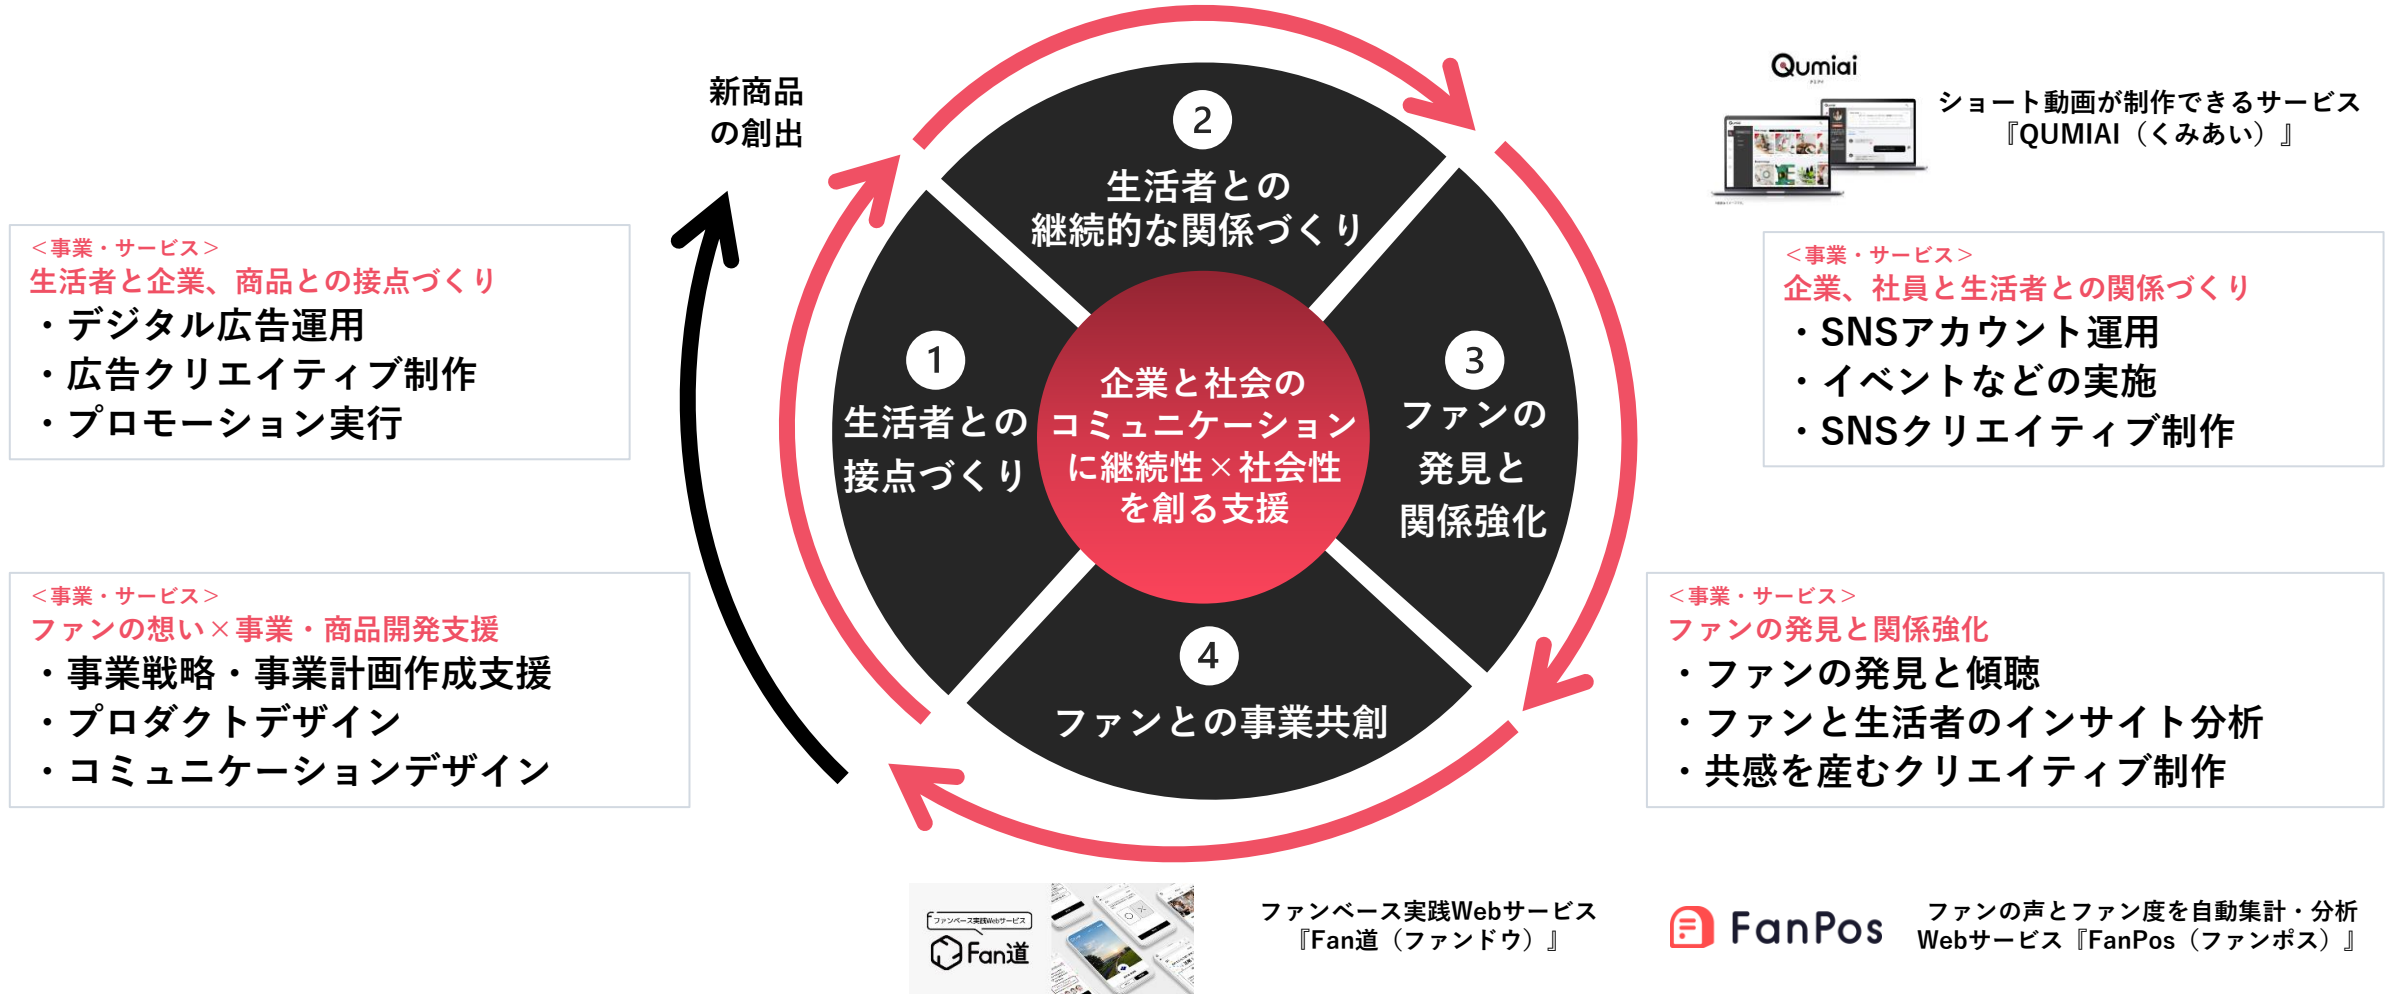 新商品
の創出
<事業・サービス>
生活者と企業、商品との接点づくり
・デジタル広告運用
・広告クリエイティブ制作
・プロモーション実行
<事業・サービス>
ファンの想い×事業・商品開発支援
・事業戦略・事業計画作成支援
・プロダクトデザイン
・コミュニケーションデザイン
1
生活者との
接点づくり
2
生活者との
継続的な関係づくり
3
ファンの
発見と
関係強化
4
ファンとの事業共創
企業と社会の
コミュニケーション
に継続性×社会性
を創る支援
Qumiai
ショート動画が制作できるサービス
『QUMIAI（くみあい）』
<事業・サービス>
企業、社員と生活者との関係づくり
・SNSアカウント運用
・イベントなどの実施
・SNSクリエイティブ制作
<事業・サービス>
ファンの発見と関係強化
・ファンの発見と傾聴
・ファンと生活者のインサイト分析
・共感を産むクリエイティブ制作
ファンベース実践Webサービス
Fan道
ファンベース実践Webサービス
『Fan道（ファンドウ）』
FanPos
ファンの声とファン度を自動集計・分析
Webサービス『FanPos（ファンポス）』